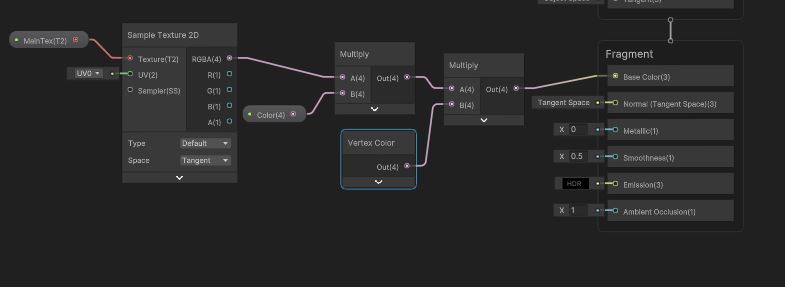 Tangent(3)
MainTex(T2)
Sample Texture 2D
Texture(T2)
RGBA(4)
UV0
UV(2)
R(1)
Sampler(SS)
G(1)
B(1)
A(1)
Type
Default
Space
Tangent
Color(4)
Multiply
A(4)
Out(4)
B(4)
Vertex Color
Out(4)
Multiply
A(4)
Out(4)
B(4)
Fragment
Base Color(3)
Tangent Space
Normal (Tangent Space)(3)
X 0
Metallic(1)
X 0.5
Smoothness(1)
HDR
Emission(3)
X 1
Ambient Occlusion(1)